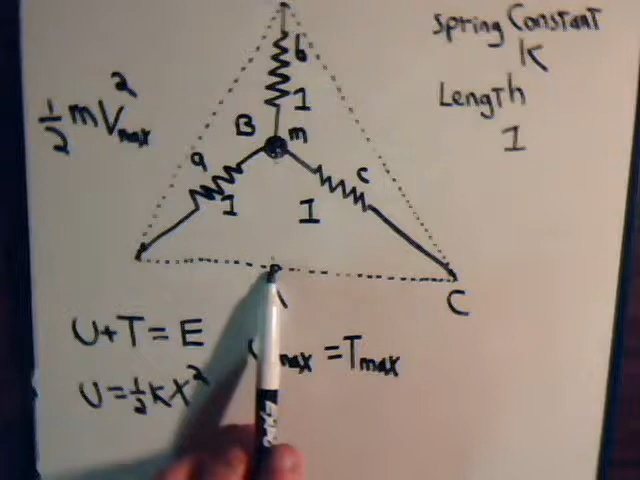 Spring Constant
K
Length
1
½mV²max
b
1
B
m
a
1
c
1
C
U+T=E
max =Tmax
U=½KX²